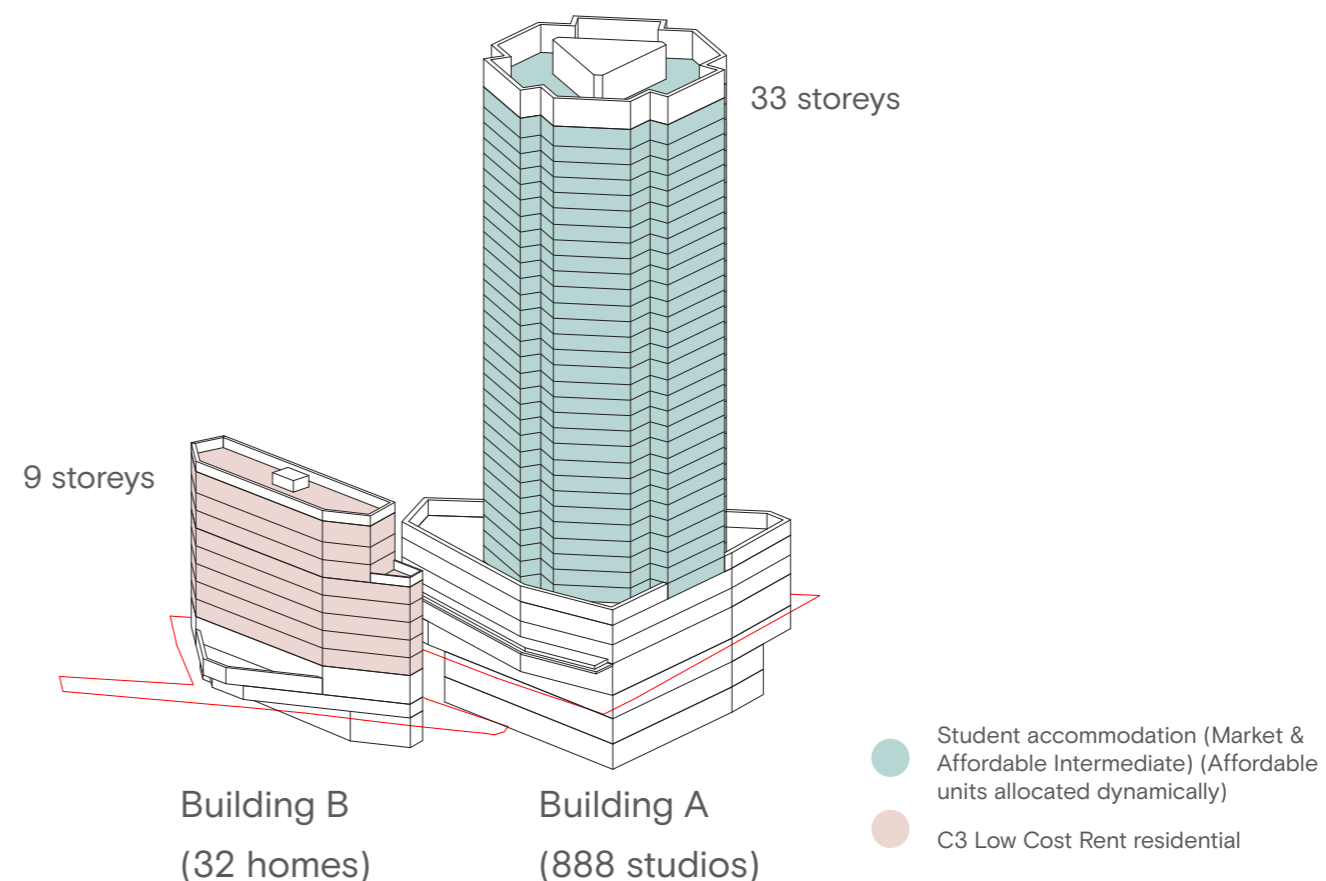 33 storeys
9 storeys
Building B
(32 homes)
Building A
(888 studios)
Student accommodation (Market &
Affordable Intermediate) (Affordable
units allocated dynamically)
C3 Low Cost Rent residential